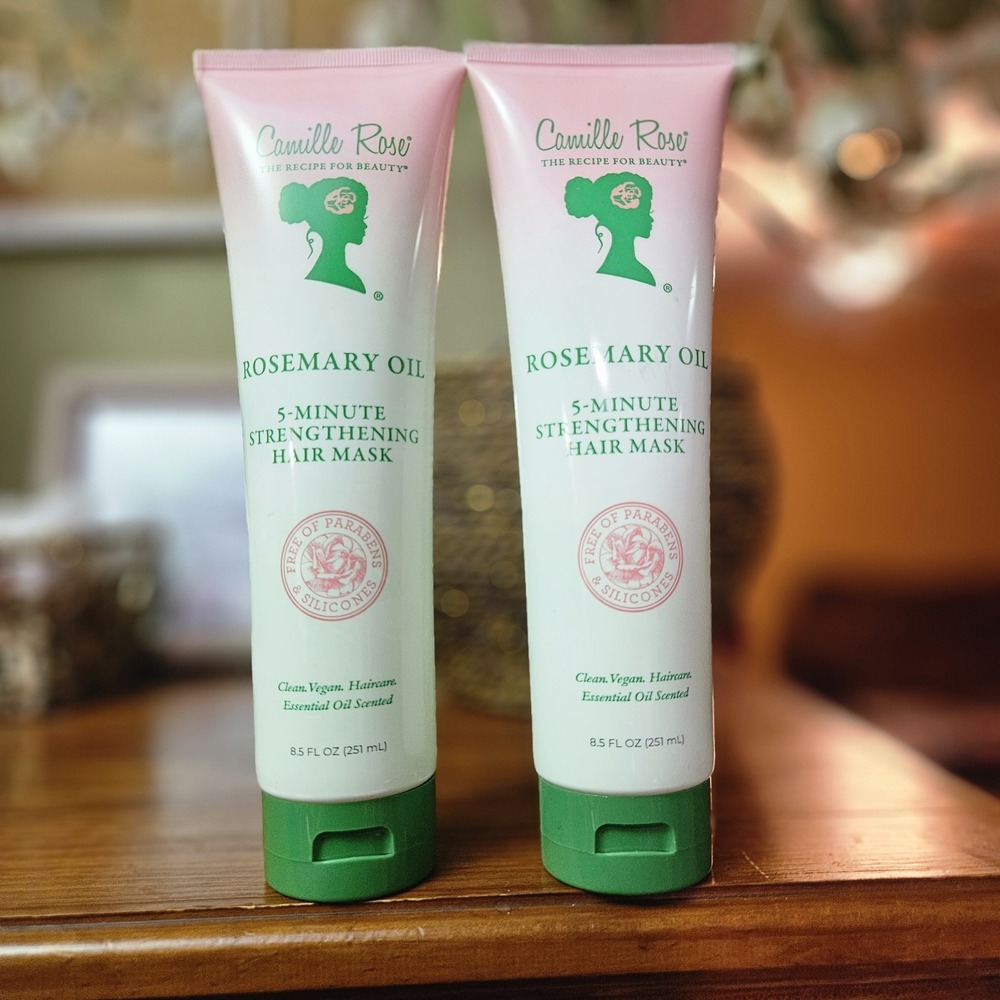 Camille Rose®
THE RECIPE FOR BEAUTY®
®
ROSEMARY OIL
5-MINUTE
STRENGTHENING
HAIR MASK
FREE OF PARABENS
& SILICONES
Clean. Vegan. Haircare.
Essential Oil Scented
8.5 FL OZ (251 mL)
Camille Rose®
THE RECIPE FOR BEAUTY®
®
ROSEMARY OIL
5-MINUTE
STRENGTHENING
HAIR MASK
FREE OF PARABENS
& SILICONES
Clean. Vegan. Haircare.
Essential Oil Scented
8.5 FL OZ (251 mL)